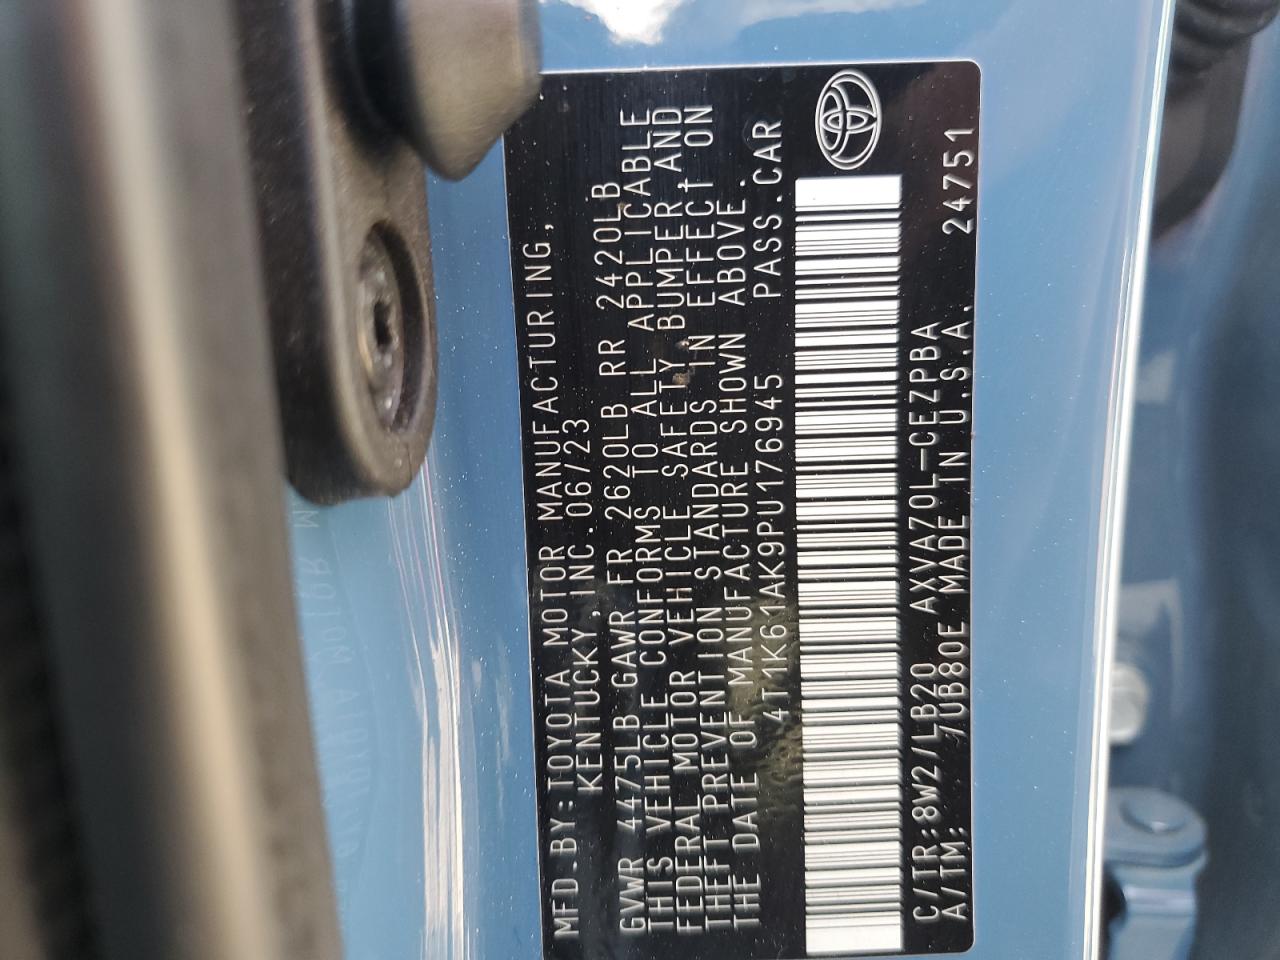 MFD.BY:TOYOTA MOTOR MANUFACTURING,
KENTUCKY,INC. 06/23
GVWR 4475LB GAWR FR 2620LB RR 2420LB
THIS VEHICLE CONFORMS TO ALL APPLICABLE
FEDERAL MOTOR VEHICLE SAFETY,BUMPER,AND
THEFT PREVENTION STANDARDS IN EFFECT ON
THE DATE OF MANUFACTURE SHOWN ABOVE.
4T1K61AK9PU176945 PASS.CAR
C/TR:8W2/LB20 AXVA70L-CEZPBA
A/TM: /UB80E MADE IN U.S.A. 24751